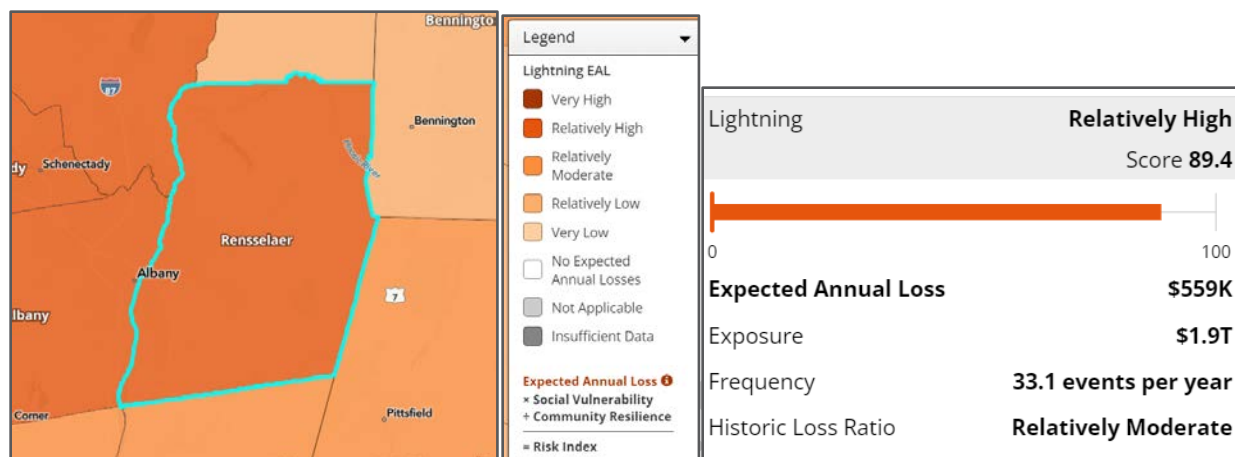 Benningto
87
Bennington
dy
Schenectady
Rensselaer
Albany
7
lbany
Corner
Pittsfield
Legend
Lightning EAL
Very High
Relatively High
Relatively
Moderate
Relatively Low
Very Low
No Expected
Annual Losses
Not Applicable
Insufficient Data
Expected Annual Loss
× Social Vulnerability
÷ Community Resilience
= Risk Index
Lightning Relatively High
Score 89.4
0 100
Expected Annual Loss $559K
Exposure $1.9T
Frequency 33.1 events per year
Historic Loss Ratio Relatively Moderate